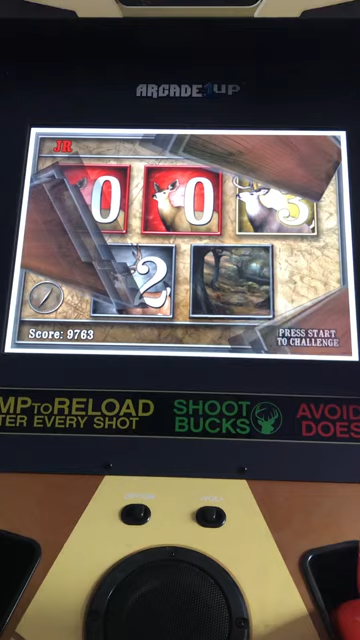 ARCADE1UP
JR
0 0 3
2
Score: 9763
PRESS START
TO CHALLENGE
MP TO RELOAD
TER EVERY SHOT
SHOOT
BUCKS
AVOID
DOES
VOLUME